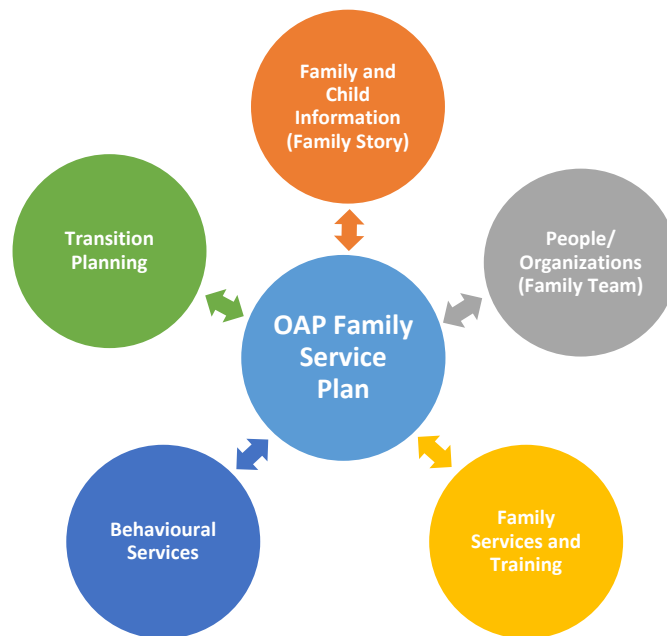 Family and
Child
Information
(Family Story)
Transition
Planning
People/
Organizations
(Family Team)
OAP Family
Service
Plan
Behavioural
Services
Family
Services and
Training